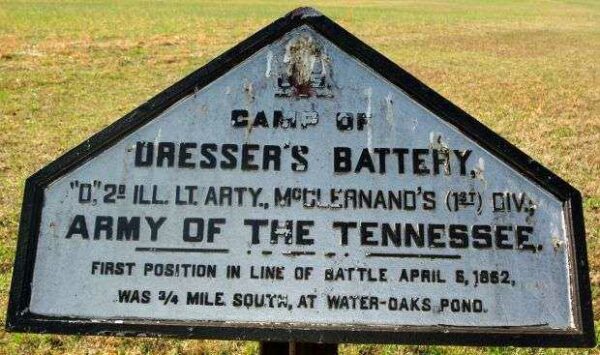 CAMP OF
DRESSER'S BATTERY,
"D," 2D ILL. LT. ARTY., McCLERNAND'S (1ST) DIV.,
ARMY OF THE TENNESSEE.
FIRST POSITION IN LINE OF BATTLE APRIL 6, 1862,
WAS 3/4 MILE SOUTH, AT WATER-OAKS POND.